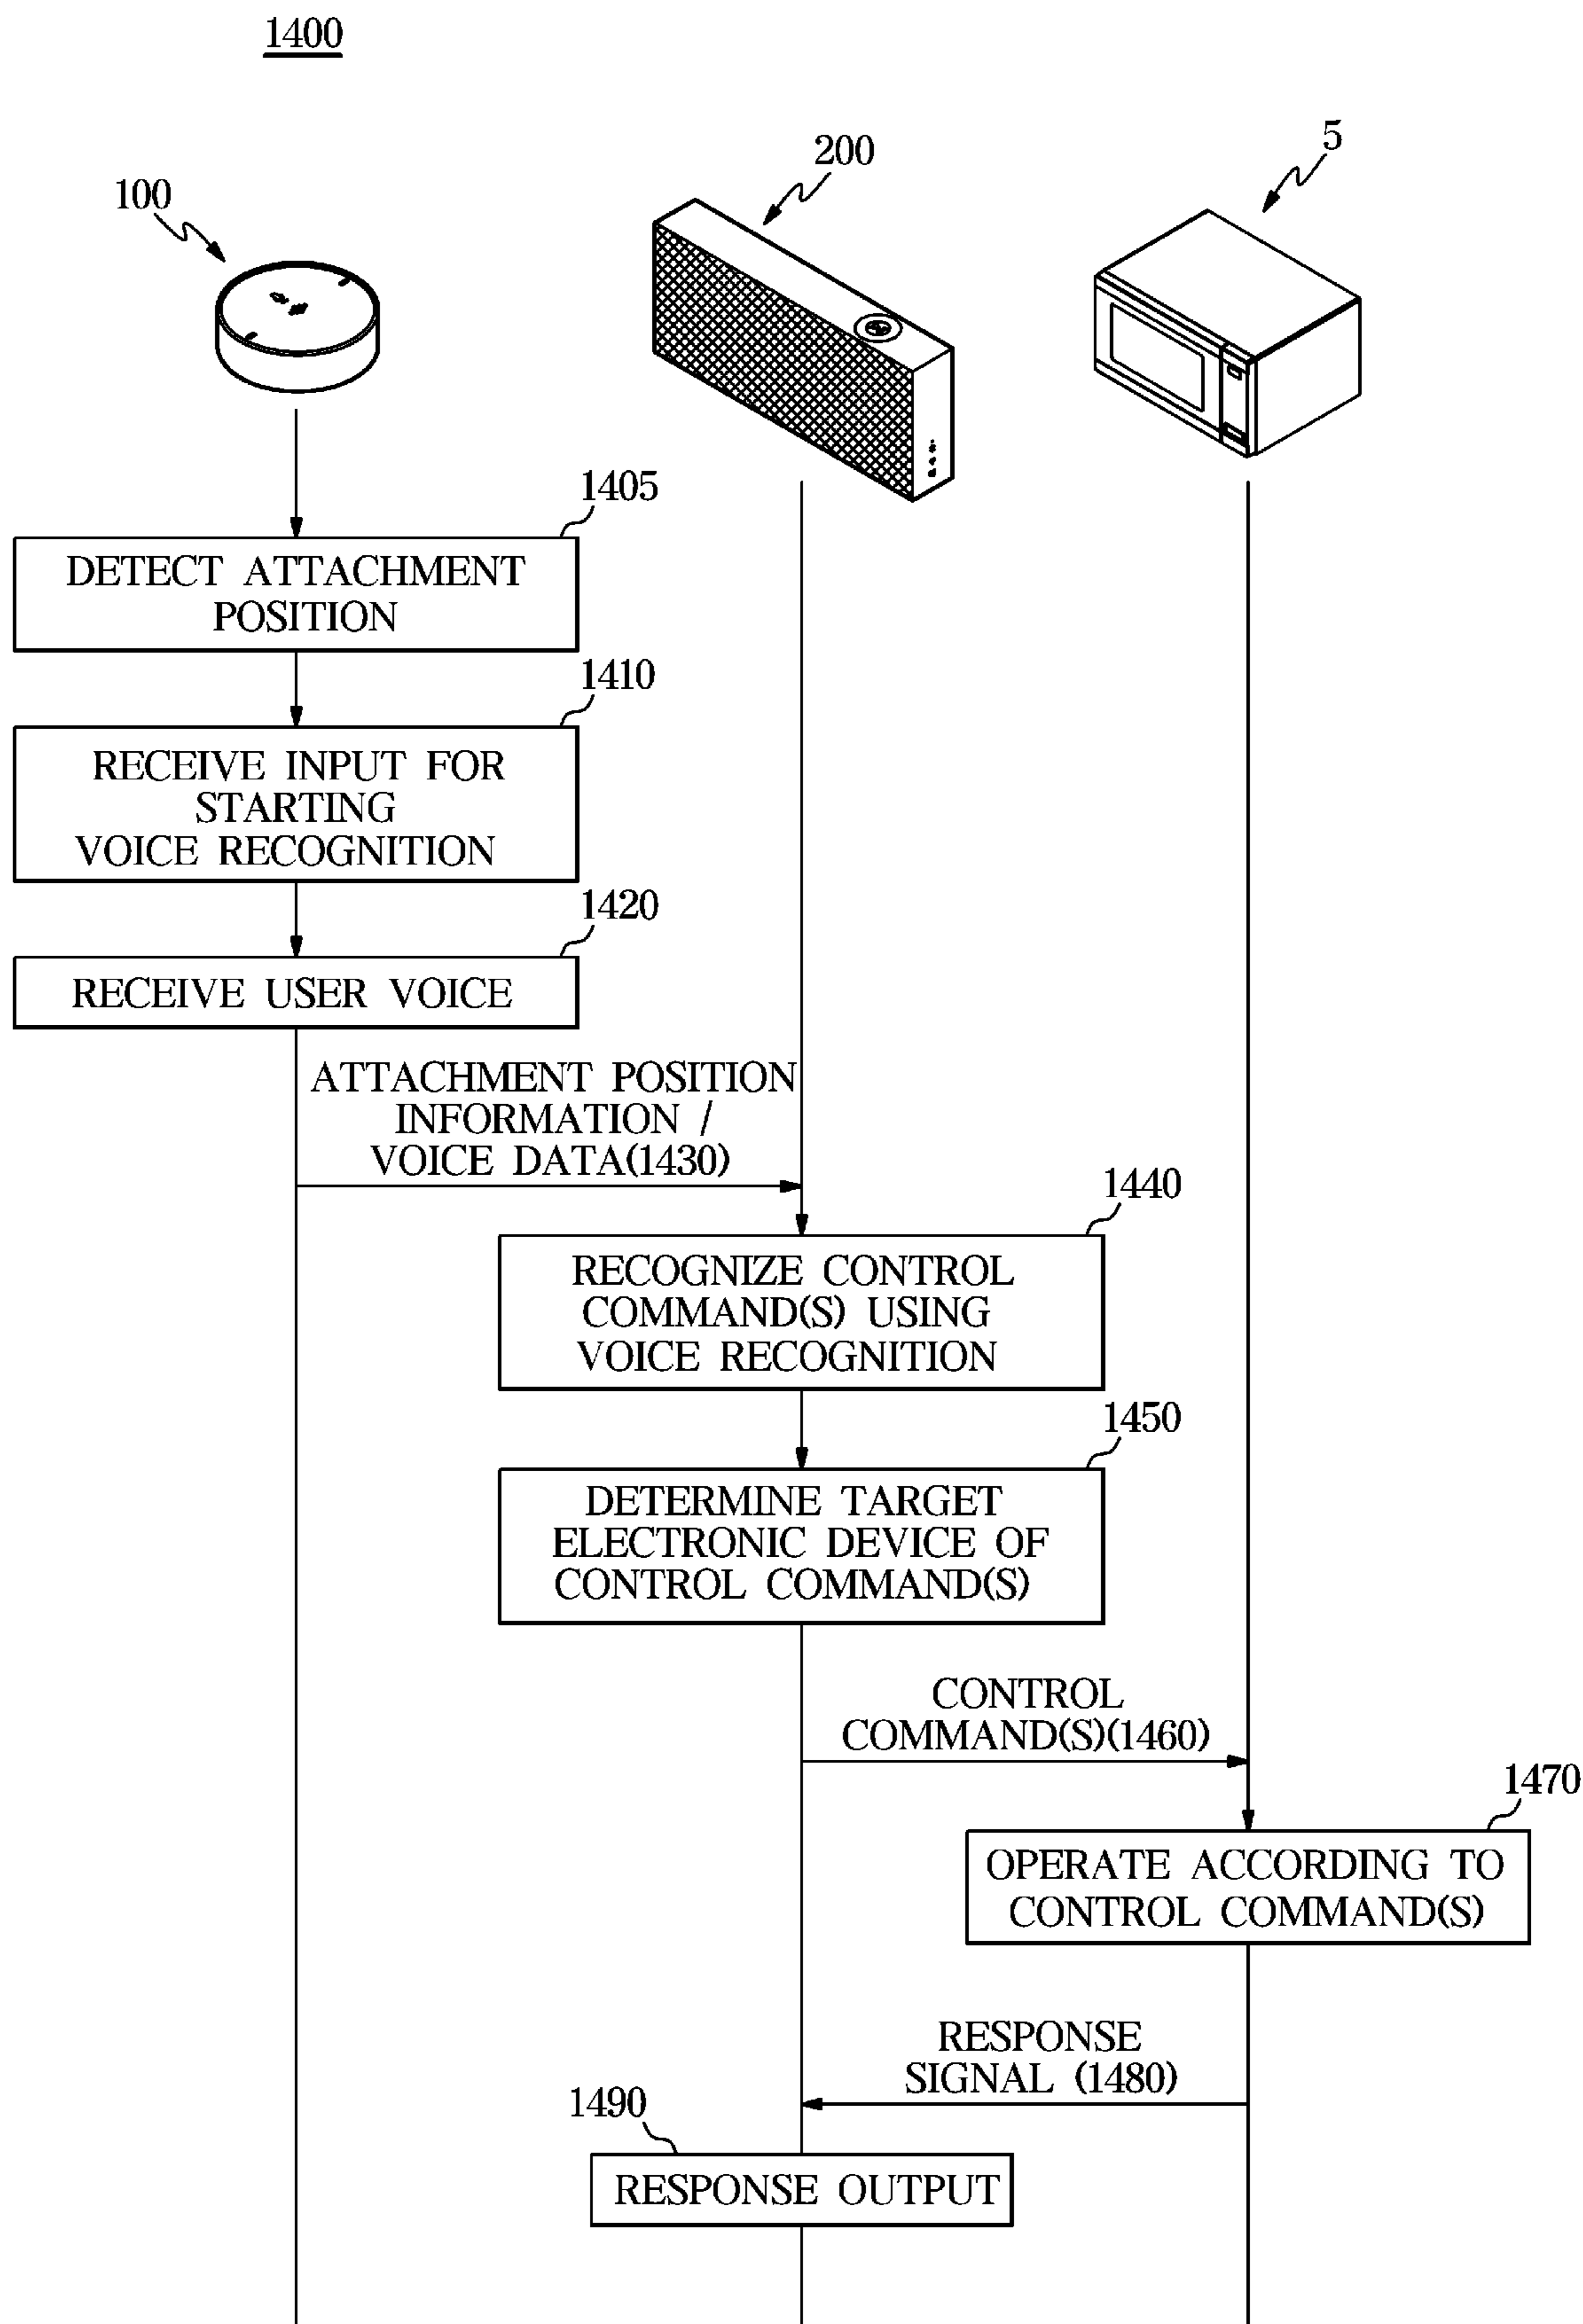 1400
100
200
5
1405
DETECT ATTACHMENT
POSITION
1410
RECEIVE INPUT FOR
STARTING
VOICE RECOGNITION
1420
RECEIVE USER VOICE
ATTACHMENT POSITION
INFORMATION /
VOICE DATA(1430)
1440
RECOGNIZE CONTROL
COMMAND(S) USING
VOICE RECOGNITION
1450
DETERMINE TARGET
ELECTRONIC DEVICE OF
CONTROL COMMAND(S)
CONTROL
COMMAND(S)(1460)
1470
OPERATE ACCORDING TO
CONTROL COMMAND(S)
RESPONSE
SIGNAL (1480)
1490
RESPONSE OUTPUT